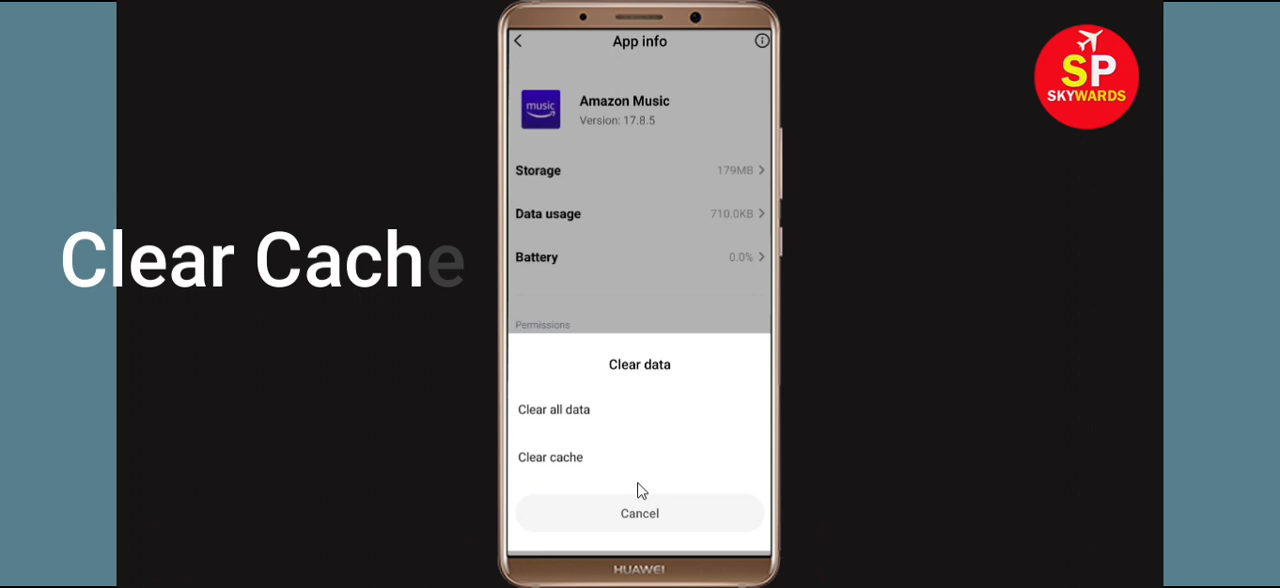 App info
SP
SKYWARDS
music
Amazon Music
Version: 17.8.5
Storage 179MB
Data usage 710.0KB
Battery 0.0%
Clear Cache
Permissions
Clear data
Clear all data
Clear cache
Cancel
HUAWEI